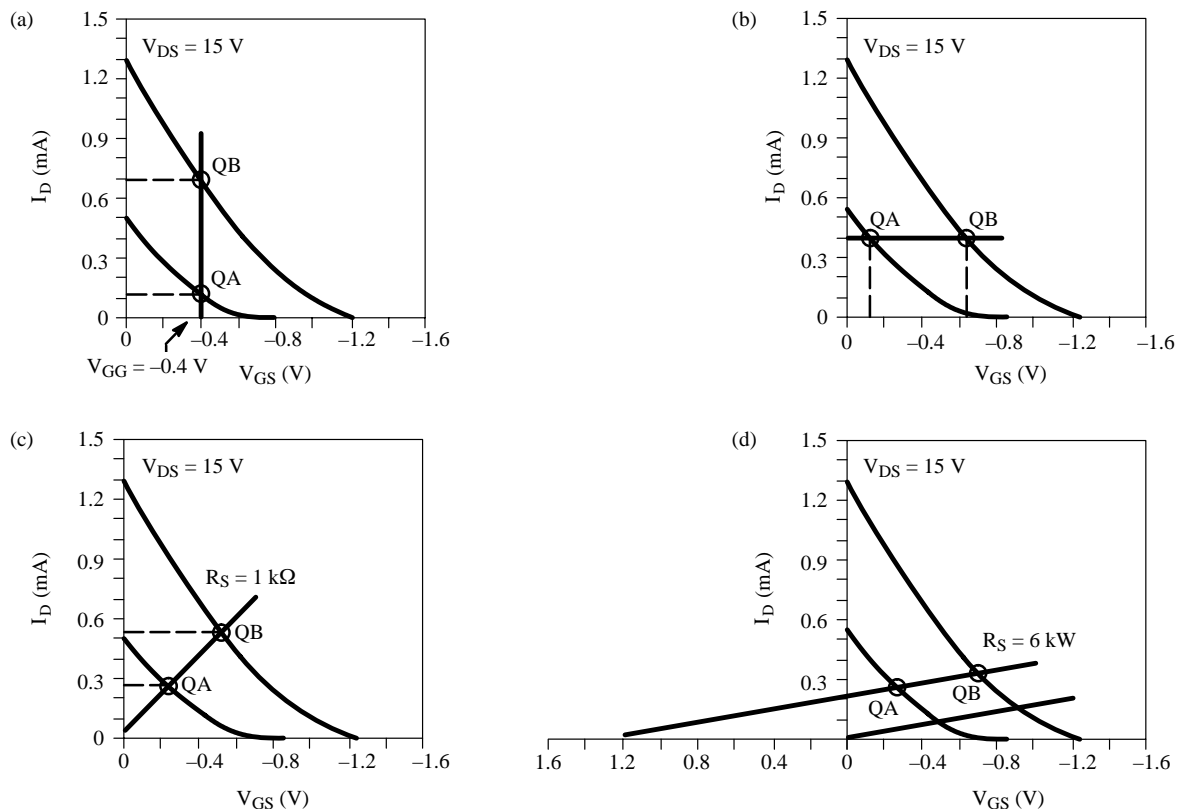 (a)
V_DS = 15 V
1.5
1.2
0.9
0.6
0.3
0
I_D (mA)
QB
QA
0
–0.4
–0.8
–1.2
–1.6
V_GG = –0.4 V
V_GS (V)
(b)
V_DS = 15 V
1.5
1.2
0.9
0.6
0.3
0
I_D (mA)
QA
QB
0
–0.4
–0.8
–1.2
–1.6
V_GS (V)
(c)
V_DS = 15 V
1.5
1.2
0.9
0.6
0.3
0
I_D (mA)
R_S = 1 kΩ
QB
QA
0
–0.4
–0.8
–1.2
–1.6
V_GS (V)
(d)
V_DS = 15 V
1.5
1.2
0.9
0.6
0.3
0
I_D (mA)
R_S = 6 kW
QA
QB
1.6
1.2
0.8
0.4
0
–0.4
–0.8
–1.2
–1.6
V_GS (V)